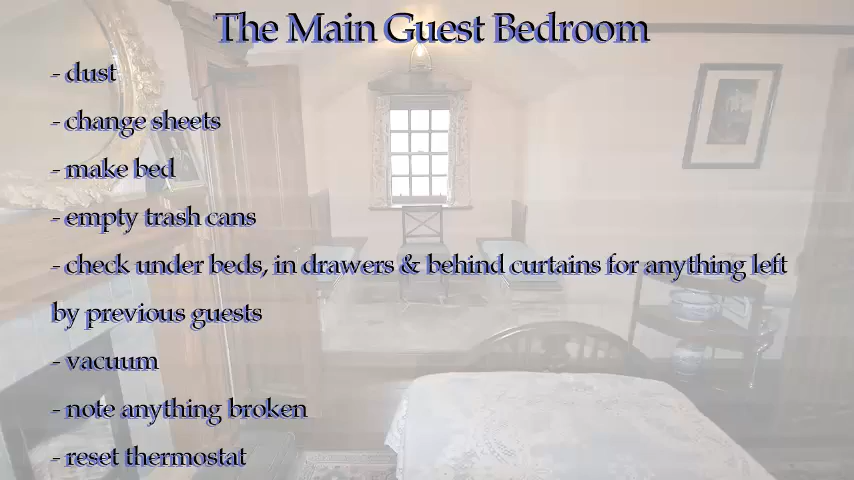 The Main Guest Bedroom
- dust
- change sheets
- make bed
- empty trash cans
- check under beds, in drawers & behind curtains for anything left
by previous guests
- vacuum
- note anything broken
- reset thermostat